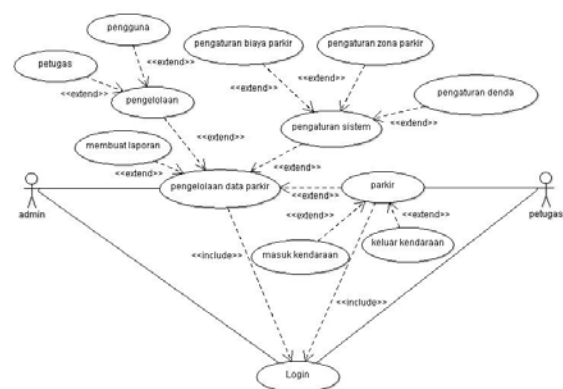 pengguna
pengaturan biaya parkir
pengaturan zona parkir
petugas
<<extend>>
<<extend>>
pengelolaan
<<extend>>
<<extend>>
pengaturan denda
<<extend>>
pengaturan sistem
<<extend>>
membuat laporan
<<extend>>
<<extend>>
pengelolaan data parkir
<<extend>>
parkir
admin
petugas
<<extend>>
<<extend>>
<<include>>
masuk kendaraan
keluar kendaraan
<<include>>
Login